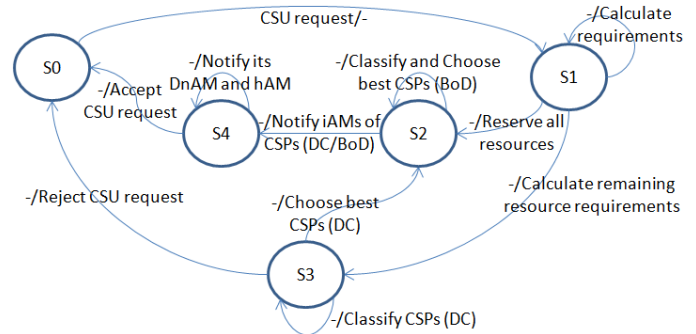 CSU request/-
-/Calculate
requirements
S0
-/Notify its
DnAM and hAM
-/Classify and Choose
best CSPs (BoD)
S1
-/Accept
CSU request
S4
-/Notify iAMs of
CSPs (DC/BoD)
S2
-/Reserve all
resources
-/Reject CSU request
-/Choose best
CSPs (DC)
-/Calculate remaining
resource requirements
S3
-/Classify CSPs (DC)